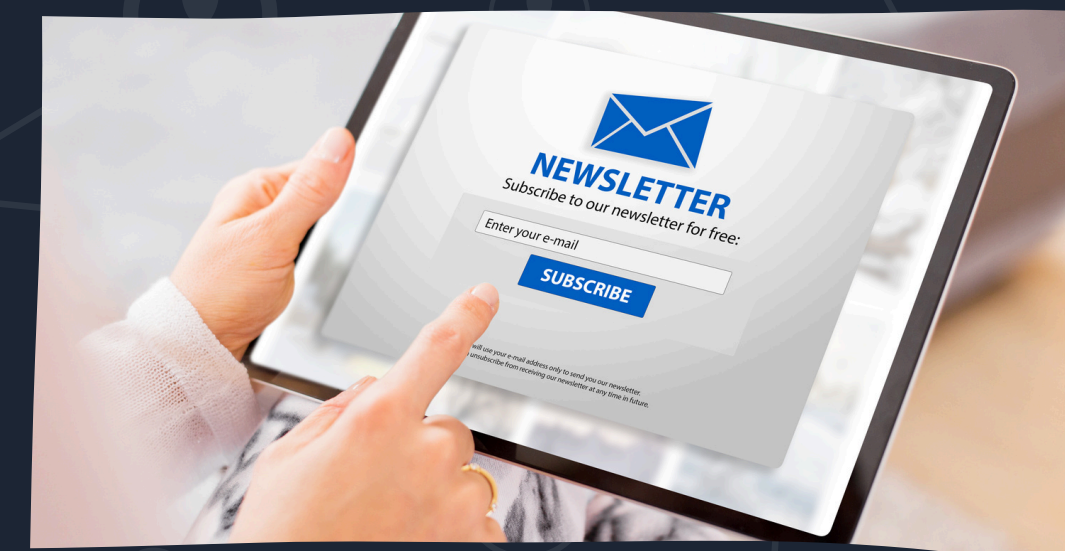 NEWSLETTER
Subscribe to our newsletter for free:
Enter your e-mail
SUBSCRIBE
will use your e-mail address only to send you our newsletter.
unsubscribe from receiving our newsletter at any time in future.